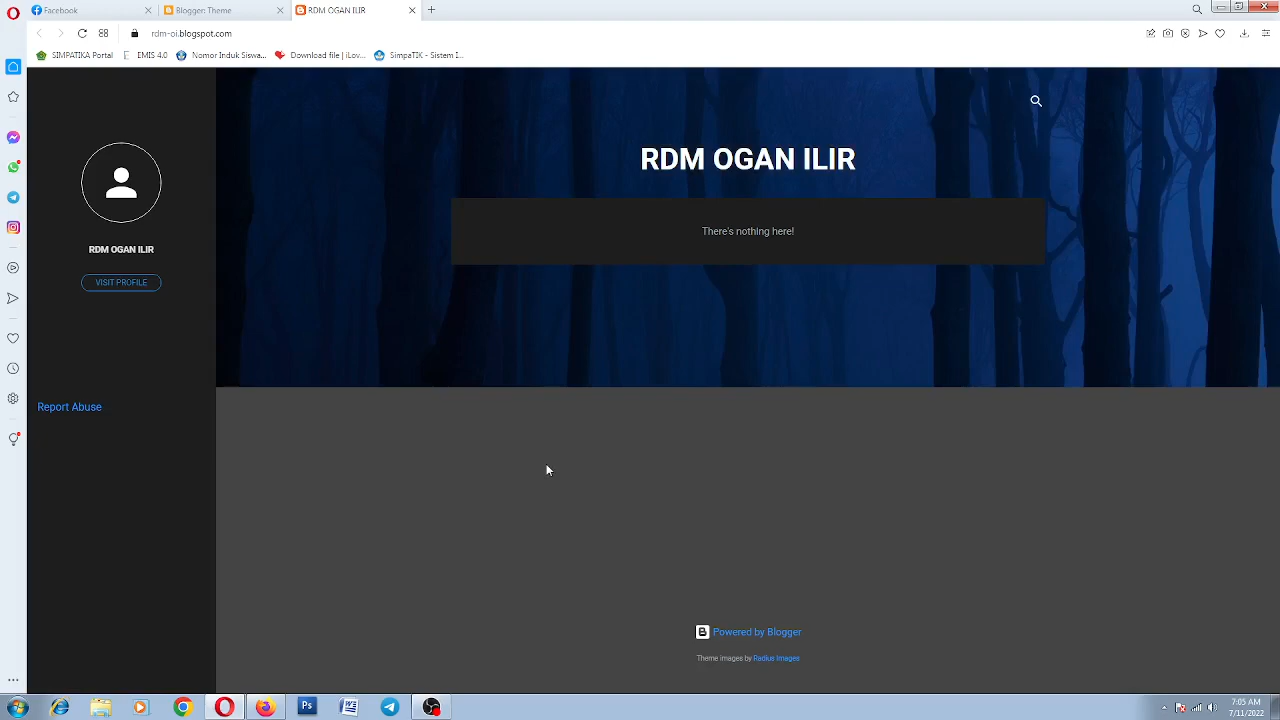 Facebook
Blogger: Theme
RDM OGAN ILIR
rdm-oi.blogspot.com
SIMPATIKA Portal
EMIS 4.0
Nomor Induk Siswa...
Download file | iLov...
SimpaTIK - Sistem I...
RDM OGAN ILIR
There's nothing here!
RDM OGAN ILIR
VISIT PROFILE
Report Abuse
Powered by Blogger
Theme images by Radius Images
7:05 AM
7/11/2022